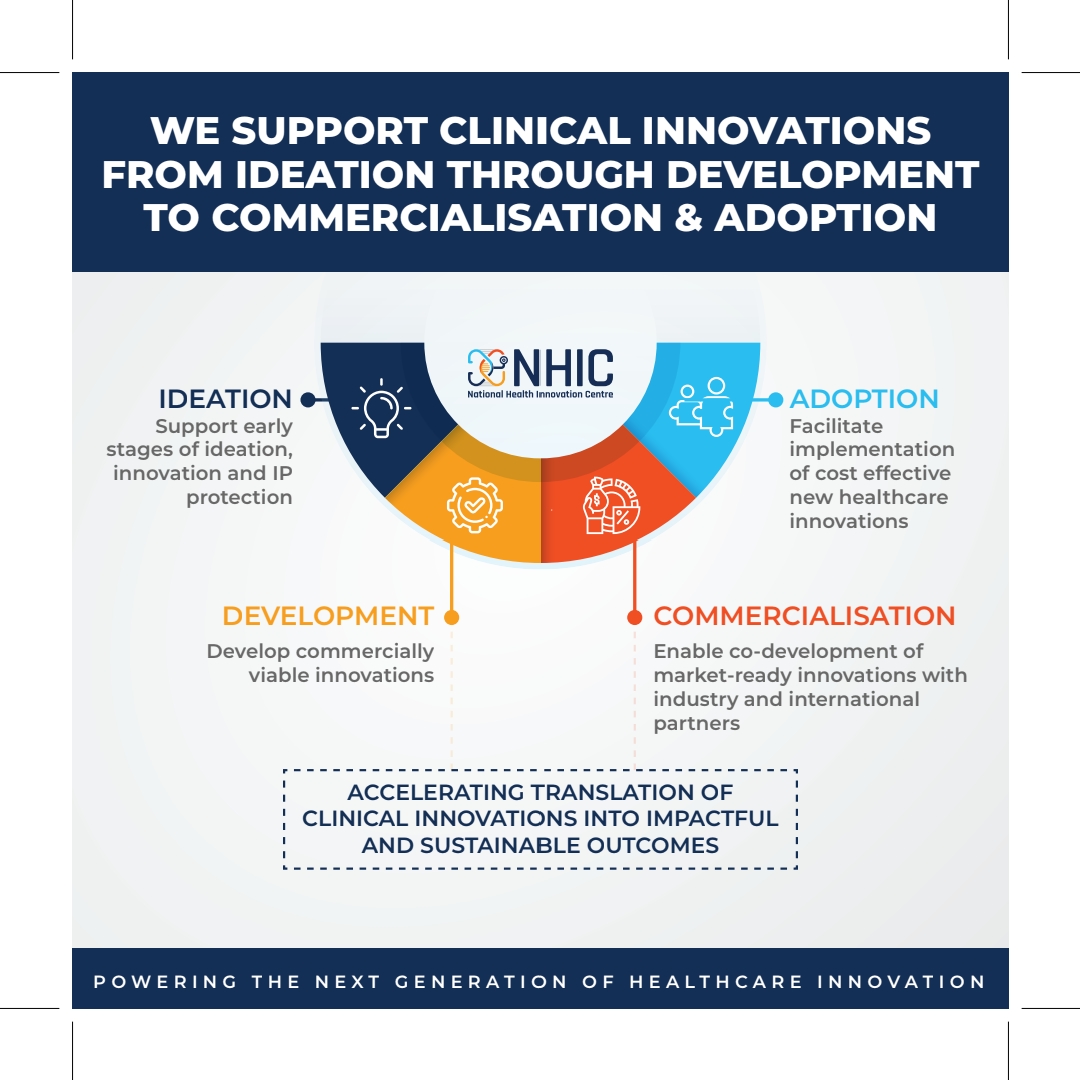 WE SUPPORT CLINICAL INNOVATIONS
FROM IDEATION THROUGH DEVELOPMENT
TO COMMERCIALISATION & ADOPTION
NHIC
National Health Innovation Centre
IDEATION
Support early
stages of ideation,
innovation and IP
protection
DEVELOPMENT
Develop commercially
viable innovations
COMMERCIALISATION
Enable co-development of
market-ready innovations with
industry and international
partners
ADOPTION
Facilitate
implementation
of cost effective
new healthcare
innovations
$
%
ACCELERATING TRANSLATION OF
CLINICAL INNOVATIONS INTO IMPACTFUL
AND SUSTAINABLE OUTCOMES
POWERING THE NEXT GENERATION OF HEALTHCARE INNOVATION